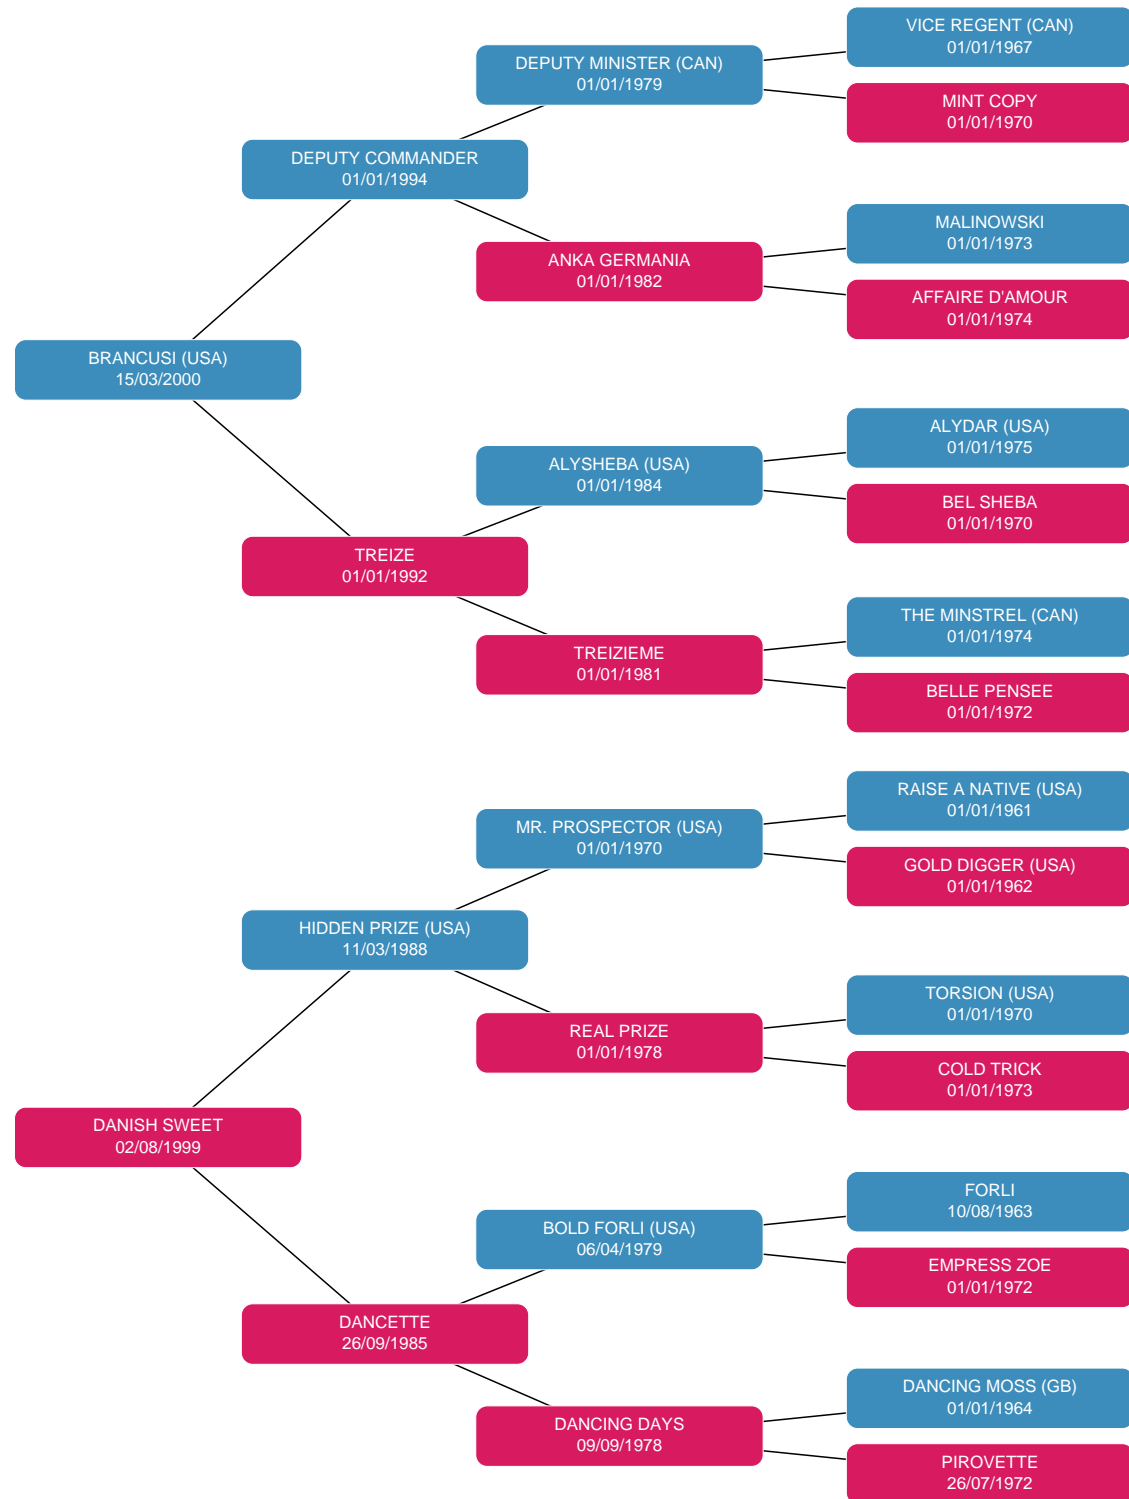 VICE REGENT (CAN)
01/01/1967
DEPUTY MINISTER (CAN)
01/01/1979
MINT COPY
01/01/1970
DEPUTY COMMANDER
01/01/1994
MALINOWSKI
01/01/1973
ANKA GERMANIA
01/01/1982
AFFAIRE D'AMOUR
01/01/1974
BRANCUSI (USA)
15/03/2000
ALYDAR (USA)
01/01/1975
ALYSHEBA (USA)
01/01/1984
BEL SHEBA
01/01/1970
TREIZE
01/01/1992
THE MINSTREL (CAN)
01/01/1974
TREIZIEME
01/01/1981
BELLE PENSEE
01/01/1972
RAISE A NATIVE (USA)
01/01/1961
MR. PROSPECTOR (USA)
01/01/1970
GOLD DIGGER (USA)
01/01/1962
HIDDEN PRIZE (USA)
11/03/1988
TORSION (USA)
01/01/1970
REAL PRIZE
01/01/1978
COLD TRICK
01/01/1973
DANISH SWEET
02/08/1999
FORLI
10/08/1963
BOLD FORLI (USA)
06/04/1979
EMPRESS ZOE
01/01/1972
DANCETTE
26/09/1985
DANCING MOSS (GB)
01/01/1964
DANCING DAYS
09/09/1978
PIROVETTE
26/07/1972